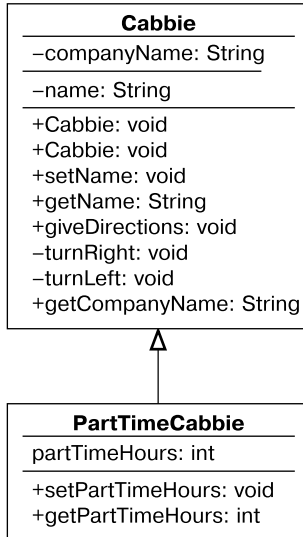 Cabbie
–companyName: String
–name: String
+Cabbie: void
+Cabbie: void
+setName: void
+getName: String
+giveDirections: void
–turnRight: void
–turnLeft: void
+getCompanyName: String
PartTimeCabbie
partTimeHours: int
+setPartTimeHours: void
+getPartTimeHours: int